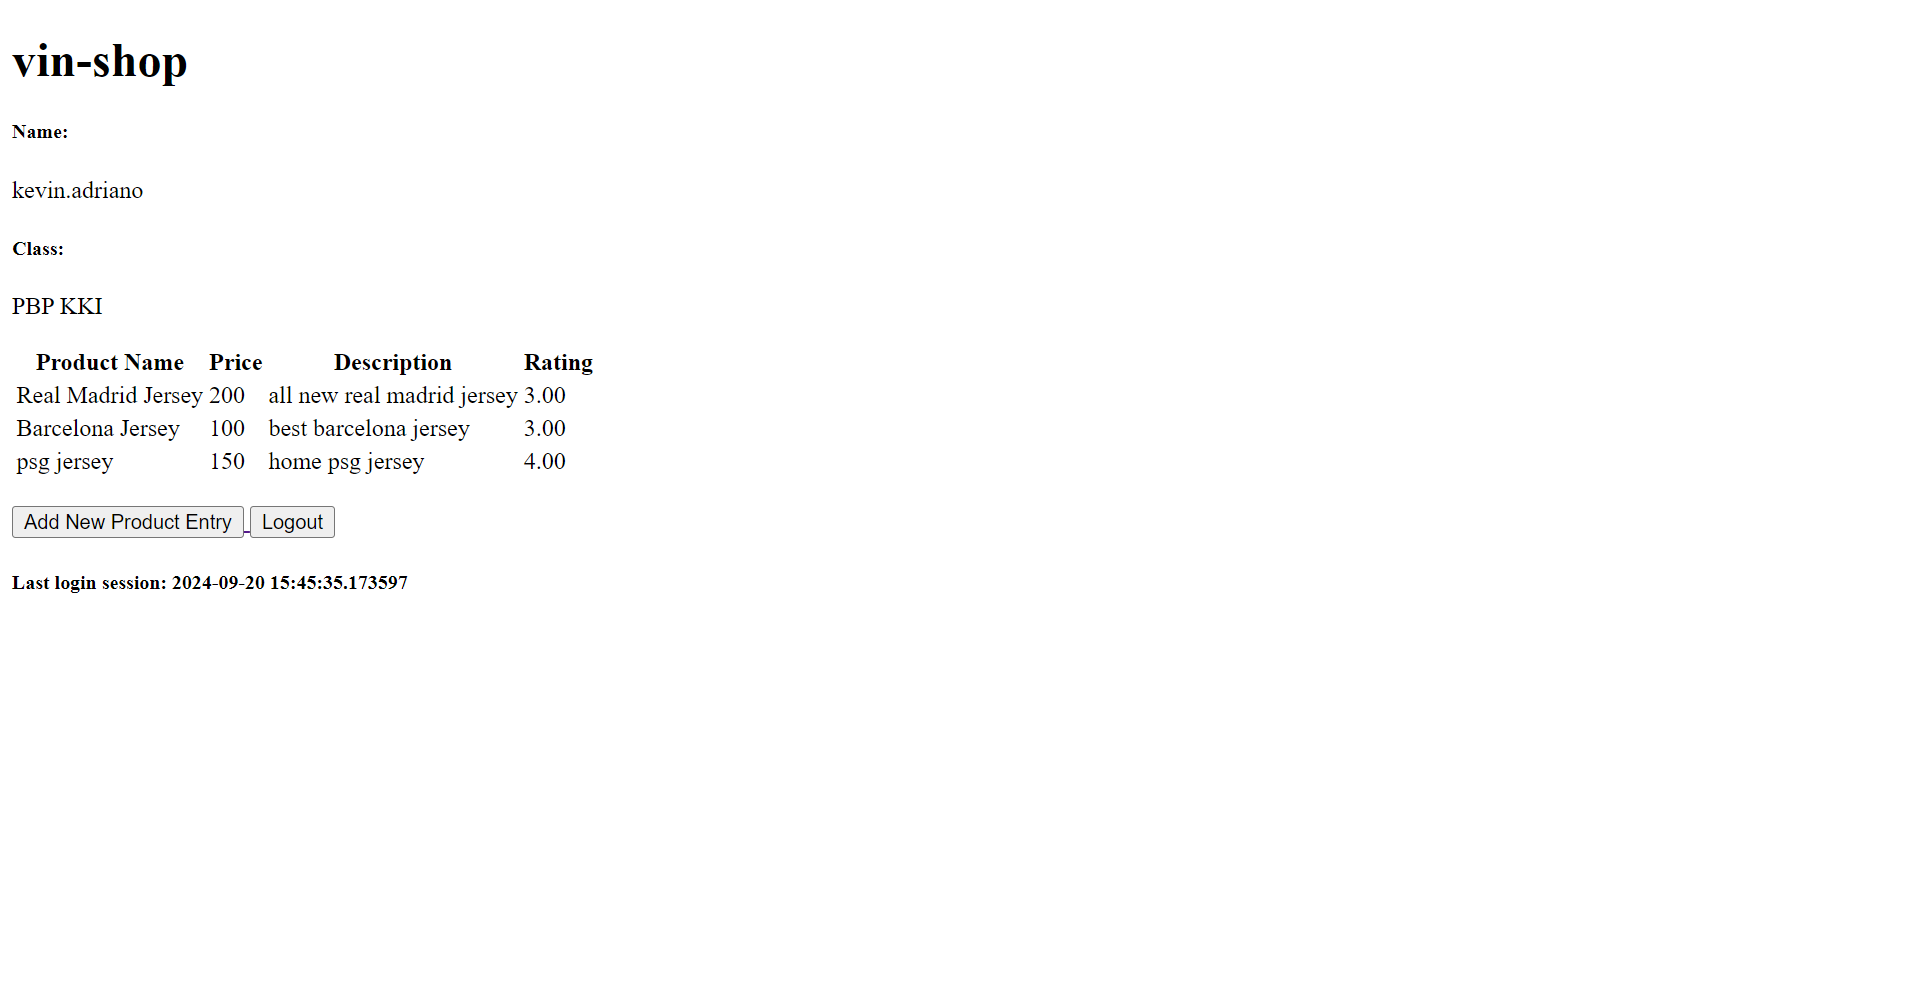 vin-shop
Name:
kevin.adriano
Class:
PBP KKI
Product Name Price Description Rating
Real Madrid Jersey 200 all new real madrid jersey 3.00
Barcelona Jersey 100 best barcelona jersey 3.00
psg jersey 150 home psg jersey 4.00
Add New Product Entry Logout
Last login session: 2024-09-20 15:45:35.173597